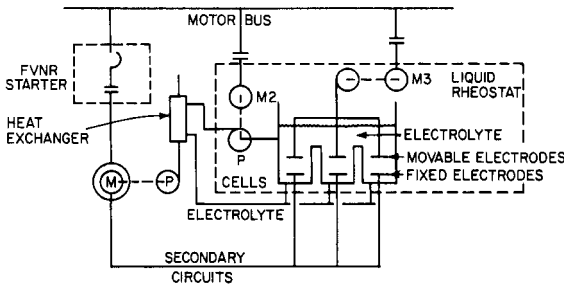 MOTOR BUS
FVNR
STARTER
M2
M3
LIQUID
RHEOSTAT
HEAT
EXCHANGER
ELECTROLYTE
P
MOVABLE ELECTRODES
M
P
CELLS
FIXED ELECTRODES
ELECTROLYTE
SECONDARY
CIRCUITS